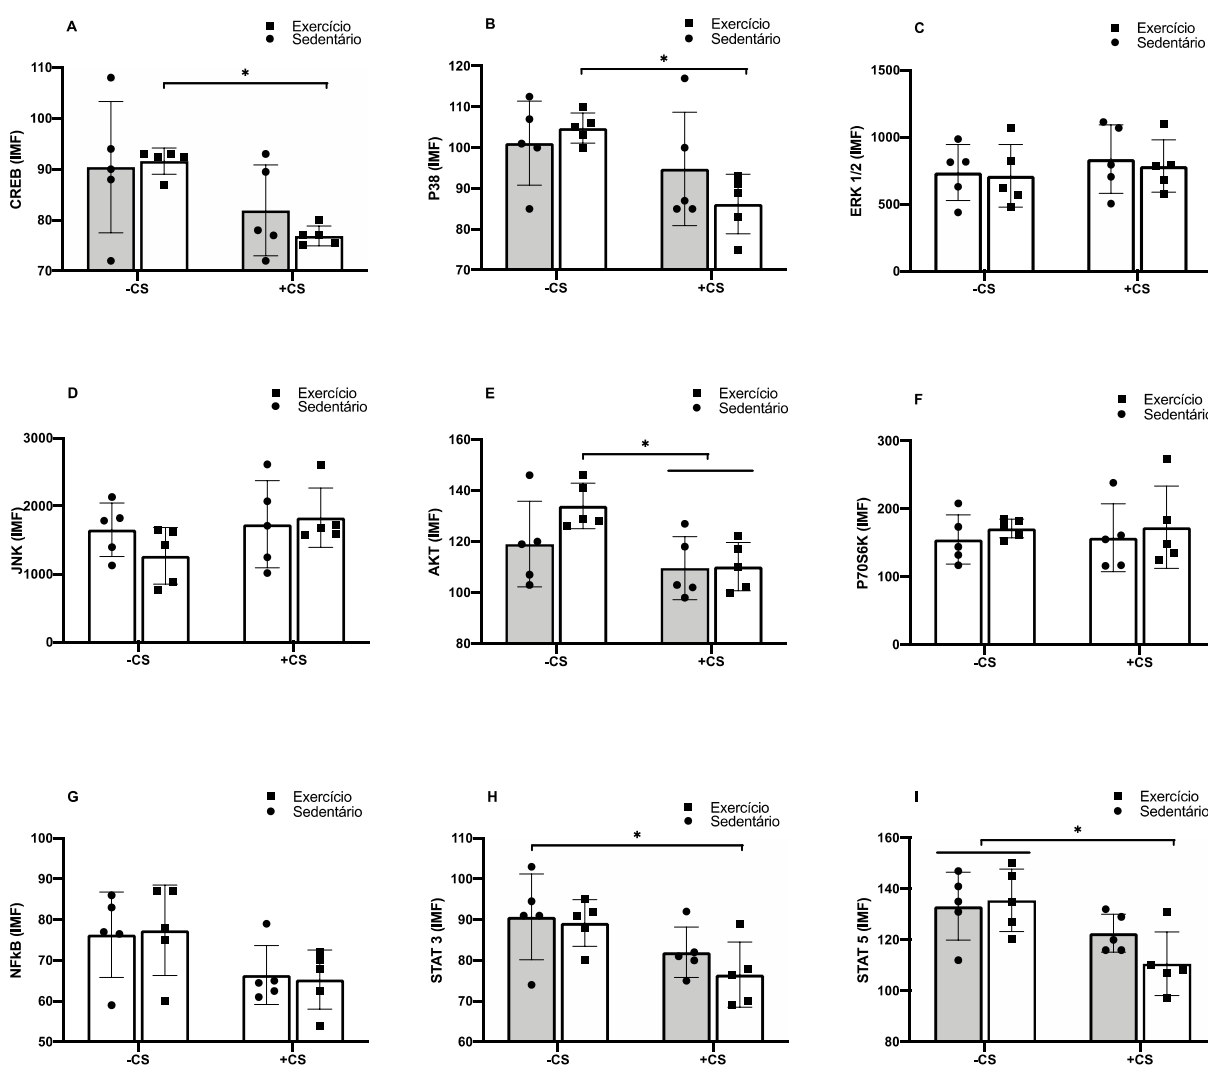 A
Exercício
Sedentário
110
100
90
80
70
CREB (IMF)
*
-CS
+CS
B
Exercício
Sedentário
120
110
100
90
80
70
P38 (IMF)
*
-CS
+CS
C
Exercício
Sedentário
1500
1000
500
0
ERK 1/2 (IMF)
-CS
+CS
D
Exercício
Sedentário
3000
2000
1000
0
JNK (IMF)
-CS
+CS
E
Exercício
Sedentário
160
140
120
100
80
AKT (IMF)
*
-CS
+CS
F
Exercício
Sedentário
300
200
100
0
P70S6K (IMF)
-CS
+CS
G
Exercício
Sedentário
100
90
80
70
60
50
NFkB (IMF)
-CS
+CS
H
Exercício
Sedentário
110
100
90
80
70
60
STAT 3 (IMF)
*
-CS
+CS
I
Exercício
Sedentário
160
140
120
100
80
STAT 5 (IMF)
*
-CS
+CS